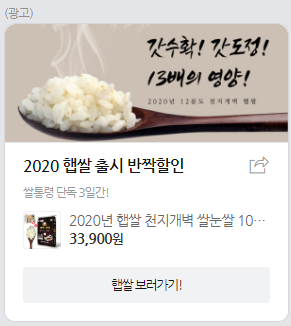 (광고)
갓수확! 갓도정!
13배의 영양!
2020년 12분도 천지개벽 햅쌀
2020 햅쌀 출시 반짝할인
쌀통령 단독 3일간!
2020년 햅쌀 천지개벽 쌀눈쌀 10…
33,900원
햅쌀 보러가기!